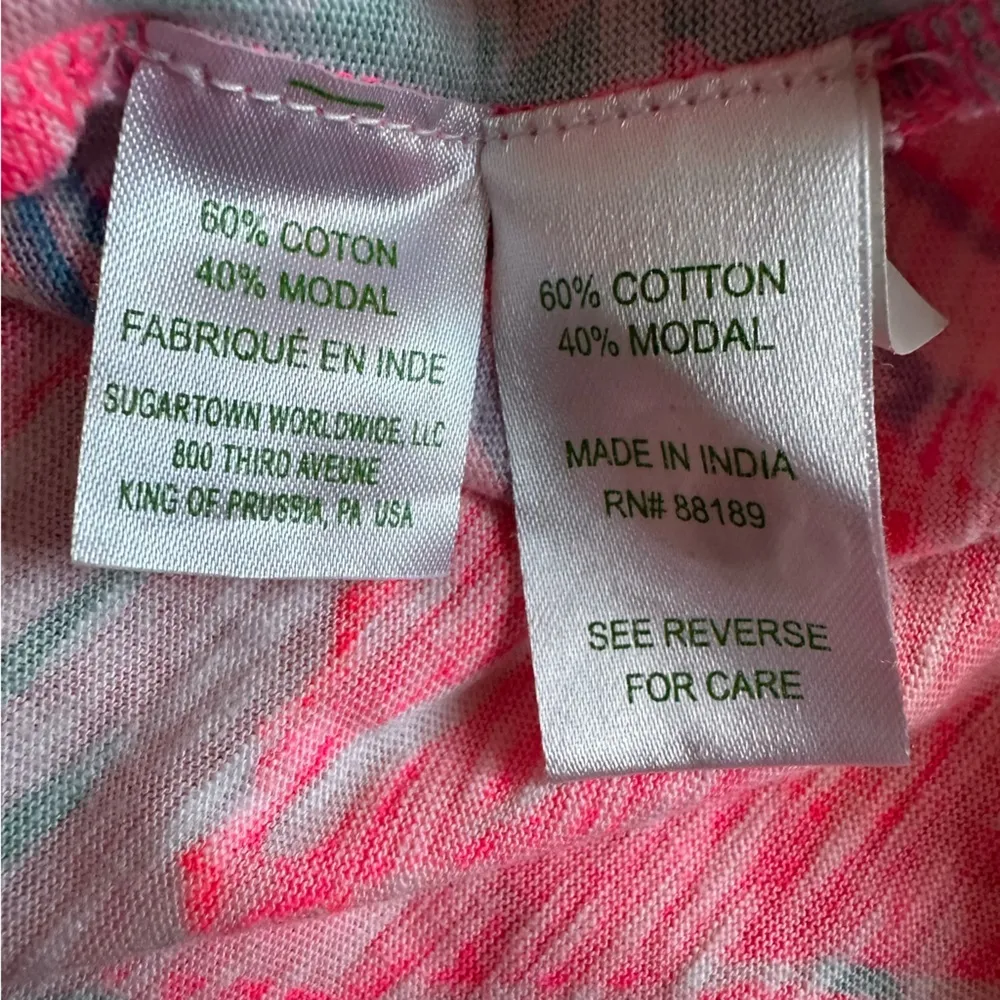 60% COTON
40% MODAL
FABRIQUÉ EN INDE
SUGARTOWN WORLDWIDE, LLC
800 THIRD AVEUNE
KING OF PRUSSIA, PA USA
60% COTTON
40% MODAL
MADE IN INDIA
RN# 88189
SEE REVERSE
FOR CARE